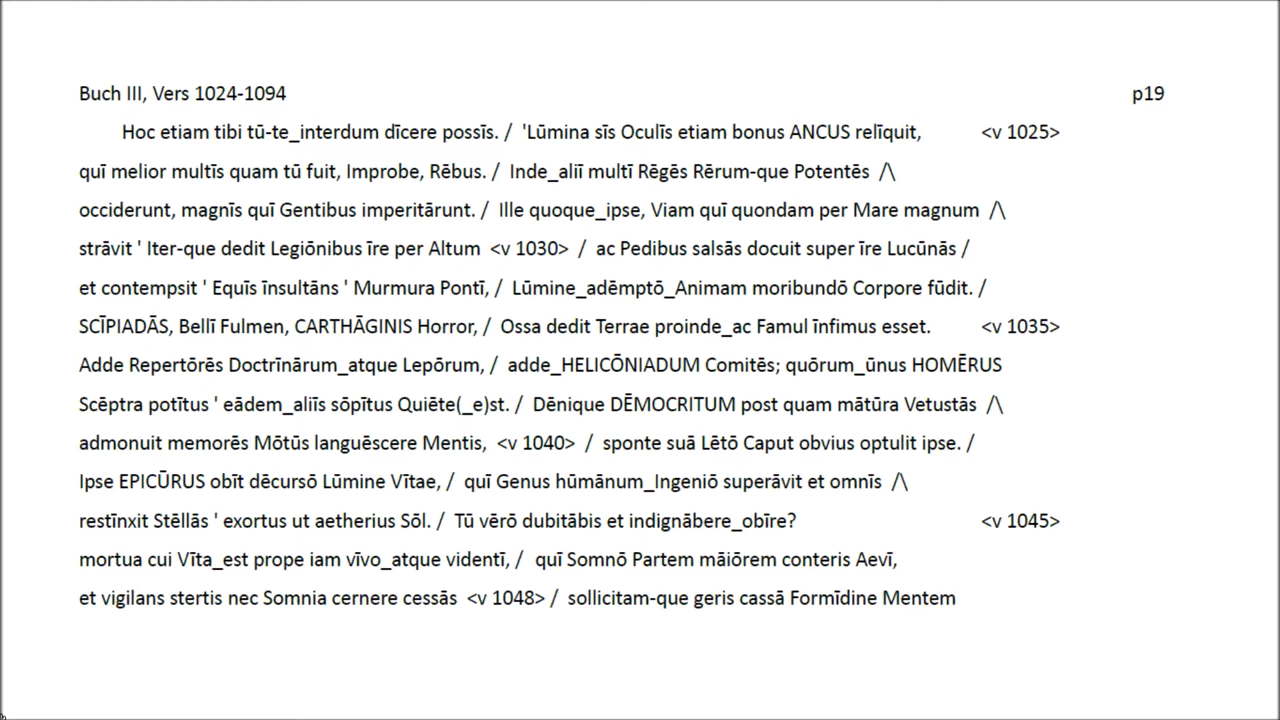 Buch III, Vers 1024-1094 p19
Hoc etiam tibi tū-te_interdum dīcere possīs. / 'Lūmina sīs Oculīs etiam bonus ANCUS relīquit, <v 1025>
quī melior multīs quam tū fuit, Improbe, Rēbus. / Inde_aliī multī Rēgēs Rērum-que Potentēs /\
occiderunt, magnīs quī Gentibus imperitārunt. / Ille quoque_ipse, Viam quī quondam per Mare magnum /\
strāvit ' Iter-que dedit Legiōnibus īre per Altum <v 1030> / ac Pedibus salsās docuit super īre Lucūnās /
et contempsit ' Equīs īnsultāns ' Murmura Pontī, / Lūmine_adēmptō_Animam moribundō Corpore fūdit. /
SCĪPIADĀS, Bellī Fulmen, CARTHĀGINIS Horror, / Ossa dedit Terrae proinde_ac Famul īnfimus esset. <v 1035>
Adde Repertōrēs Doctrīnārum_atque Lepōrum, / adde_HELICŌNIADUM Comitēs; quōrum_ūnus HOMĒRUS
Scēptra potītus ' eādem_aliīs sōpītus Quiēte(_e)st. / Dēnique DĒMOCRITUM post quam mātūra Vetustās /\
admonuit memorēs Mōtūs languēscere Mentis, <v 1040> / sponte suā Lētō Caput obvius optulit ipse. /
Ipse EPICŪRUS obīt dēcursō Lūmine Vītae, / quī Genus hūmānum_Ingeniō superāvit et omnīs /\
restīnxit Stēllās ' exortus ut aetherius Sōl. / Tū vērō dubitābis et indignābere_obīre? <v 1045>
mortua cui Vīta_est prope iam vīvo_atque videntī, / quī Somnō Partem māiōrem conteris Aevī,
et vigilans stertis nec Somnia cernere cessās <v 1048> / sollicitam-que geris cassā Formīdine Mentem